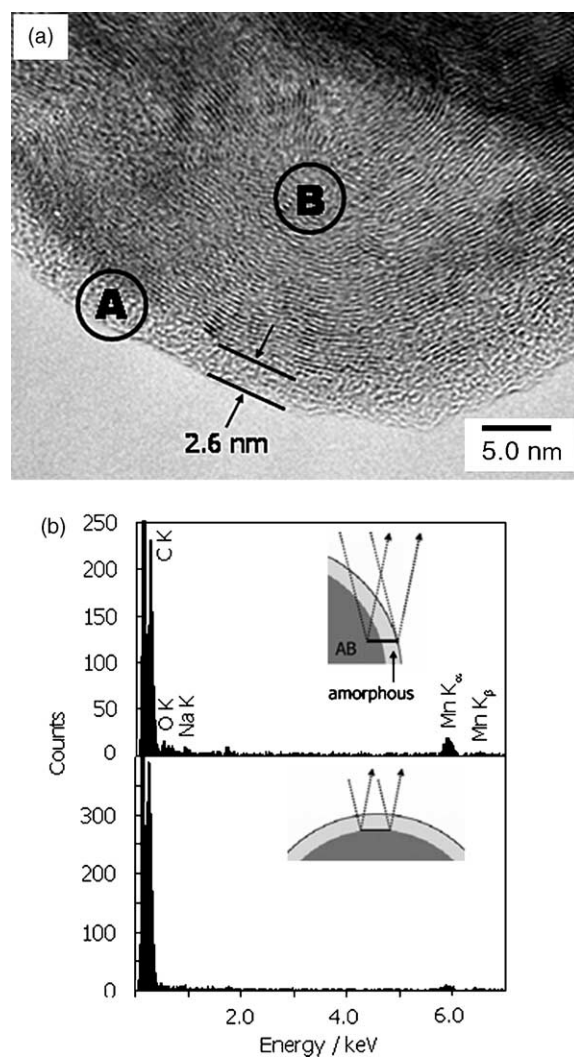 (a)
B
A
2.6 nm
5.0 nm
(b)
250
200
150
100
50
0
C K
O K
Na K
AB
amorphous
Mn Kα
Mn Kβ
Counts
300
200
100
0
2.0
4.0
6.0
Energy / keV